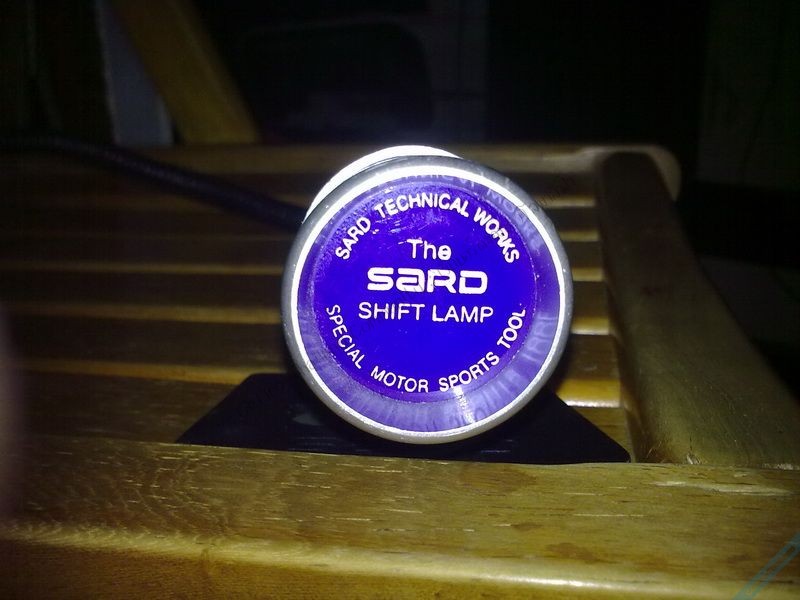 SARD TECHNICAL WORKS
The
SARD
SHIFT LAMP
SPECIAL MOTOR SPORTS TOOL